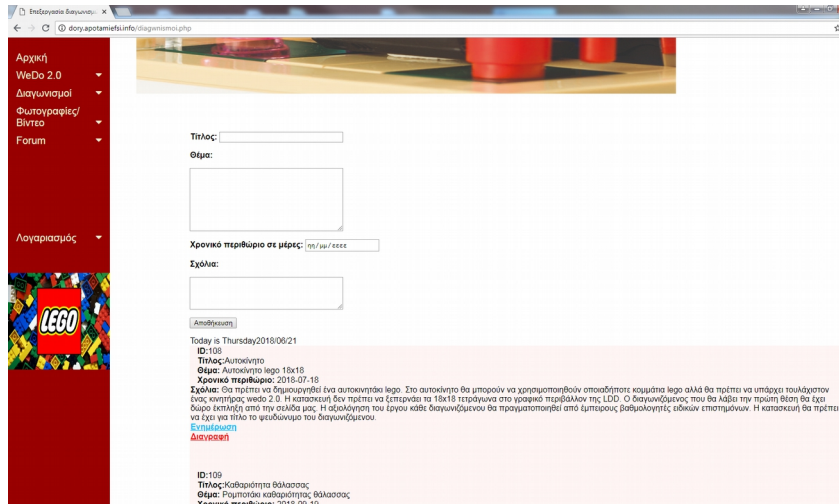 Επεξεργασία διαγωνισμ
dory.apotamiefsi.info/diagwnismoi.php
Αρχική
WeDo 2.0
Διαγωνισμοί
Φωτογραφίες/
Βίντεο
Forum
Λογαριασμός
LEGO
Τίτλος:
Θέμα:
Χρονικό περιθώριο σε μέρες: ηη/μμ/εεεε
Σχόλια:
Αποθήκευση
Today is Thursday2018/06/21
ID:108
Τίτλος:Αυτοκίνητο
Θέμα: Αυτοκίνητο lego 18x18
Χρονικό περιθώριο: 2018-07-18
Σχόλια: Θα πρέπει να δημιουργηθεί ένα αυτοκινητάκι lego. Στο αυτοκίνητο θα μπορούν να χρησιμοποιηθούν οποιαδήποτε κομμάτια lego αλλά θα πρέπει να υπάρχει τουλάχιστον
ένας κινητήρας wedo 2.0. Η κατασκευή δεν πρέπει να ξεπερνάει τα 18x18 τετράγωνα στο γραφικό περιβάλλον της LDD. Ο διαγωνιζόμενος που θα λάβει την πρώτη θέση θα έχει
δώρο έκπληξη από την σελίδα μας. Η αξιολόγηση του έργου κάθε διαγωνιζόμενου θα πραγματοποιηθεί από έμπειρους βαθμολογητές ειδικών επιστημόνων. Η κατασκευή θα πρέπει
να έχει για τίτλο το ψευδώνυμο του διαγωνιζόμενου.
Ενημέρωση
Διαγραφή
ID:109
Τίτλος:Καθαριότητα θάλασσας
Θέμα: Ρομποτάκι καθαριότητας θάλασσας
Χρονικό περιθώριο: 2018-09-19